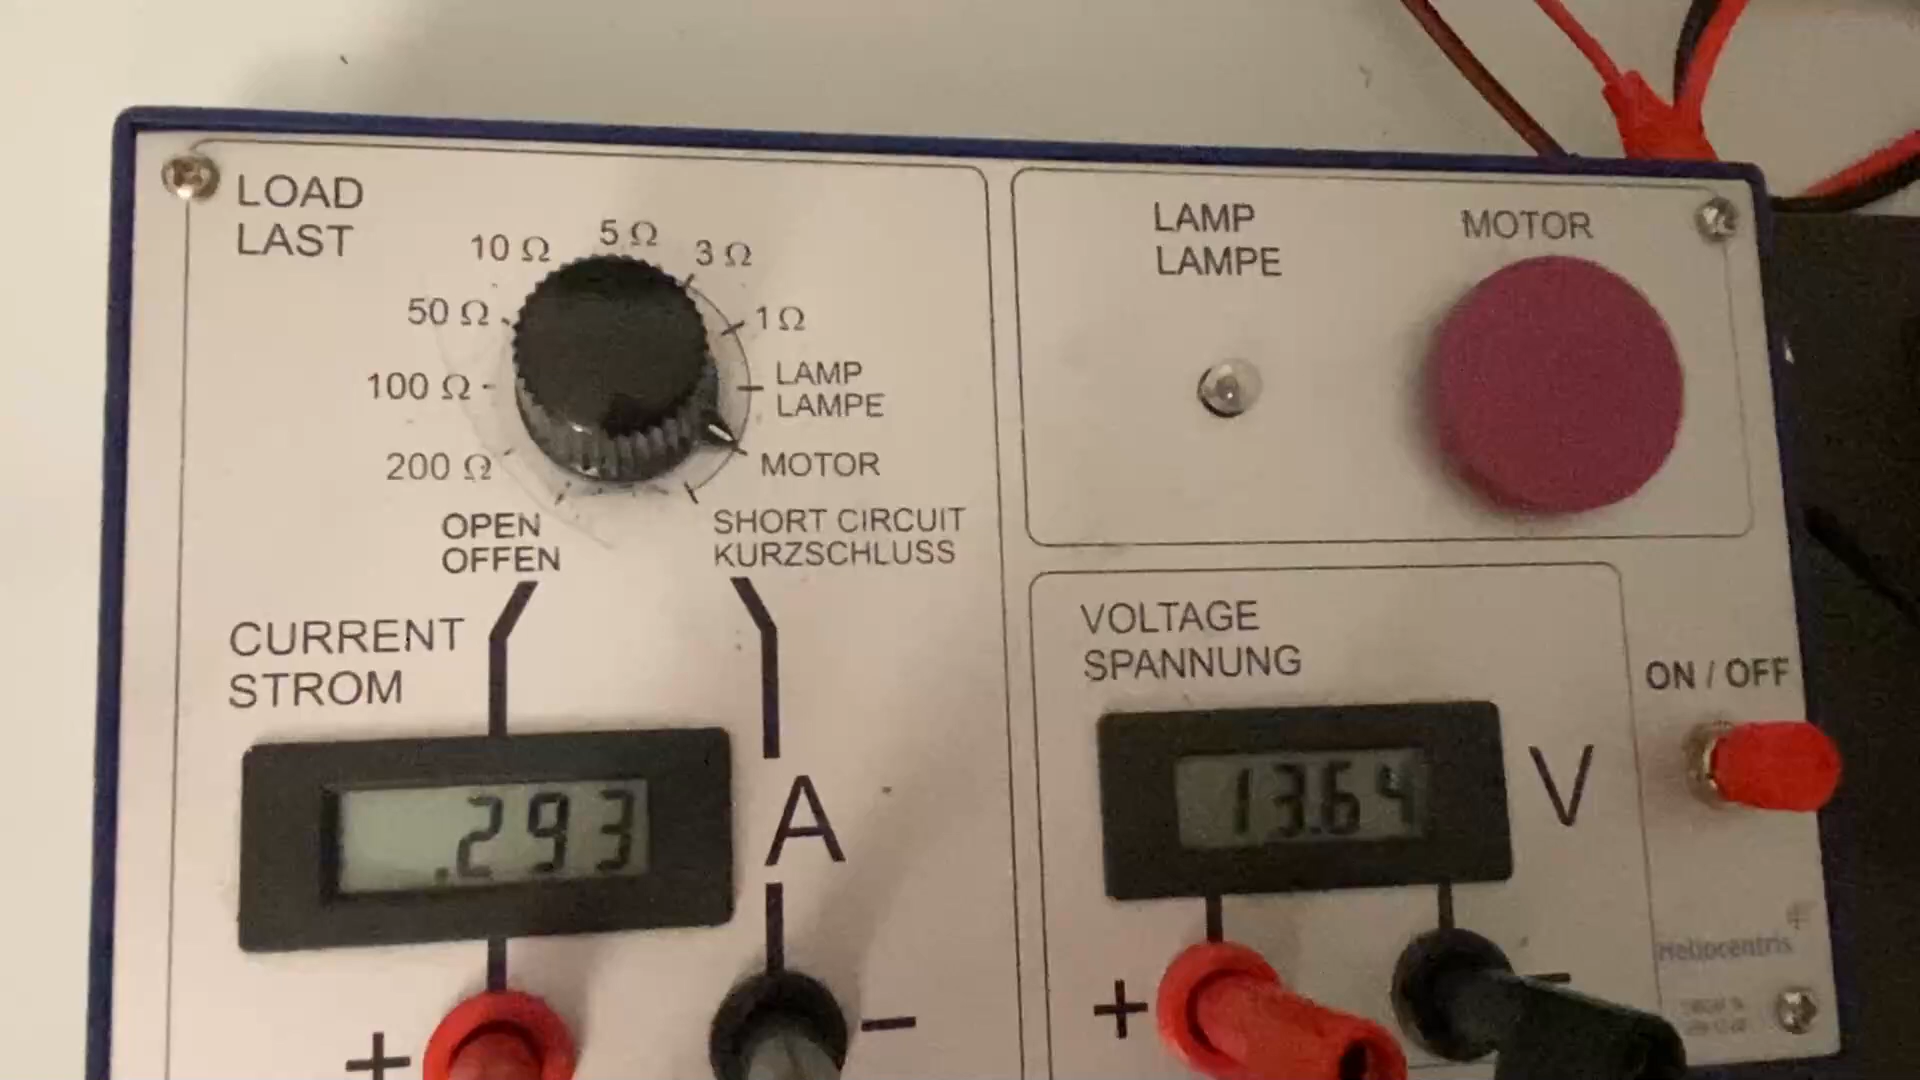 LOAD
LAST
5 Ω
10 Ω
3 Ω
50 Ω
1 Ω
100 Ω
LAMP
LAMPE
200 Ω
MOTOR
OPEN
OFFEN
SHORT CIRCUIT
KURZSCHLUSS
LAMP
LAMPE
MOTOR
CURRENT
STROM
.293
A
+
-
VOLTAGE
SPANNUNG
13.64
V
+
-
ON / OFF
Heliocentris